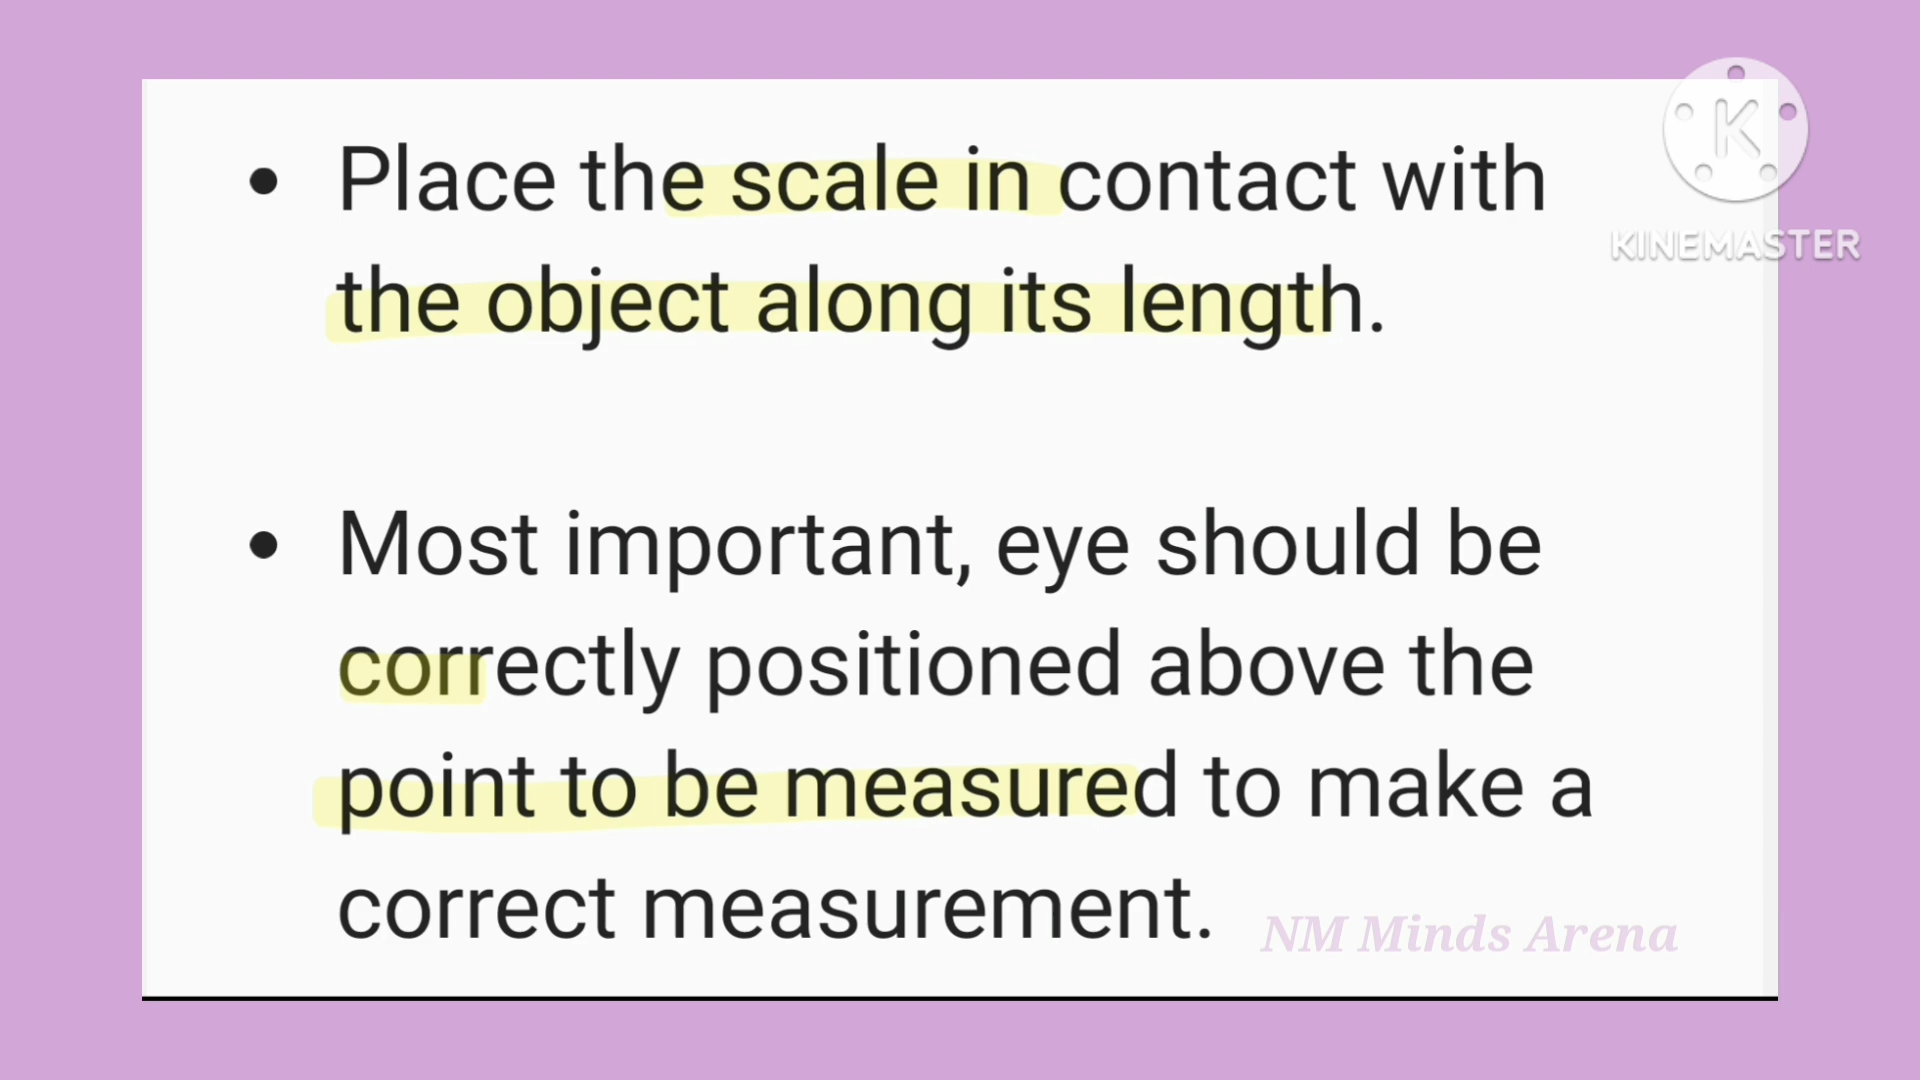 • Place the scale in contact with
the object along its length.
• Most important, eye should be
correctly positioned above the
point to be measured to make a
correct measurement.
K
KINEMASTER
NM Minds Arena